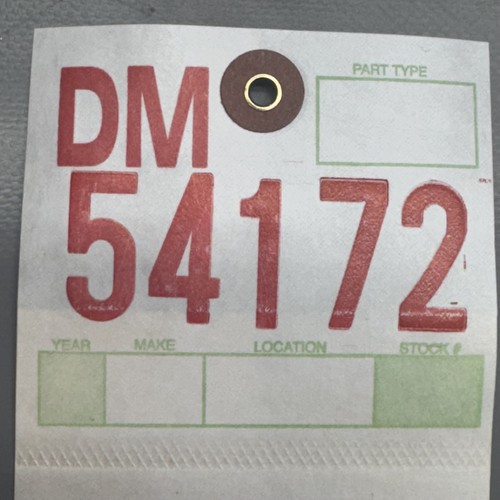 DM
PART TYPE
54172
YEAR MAKE LOCATION STOCK #